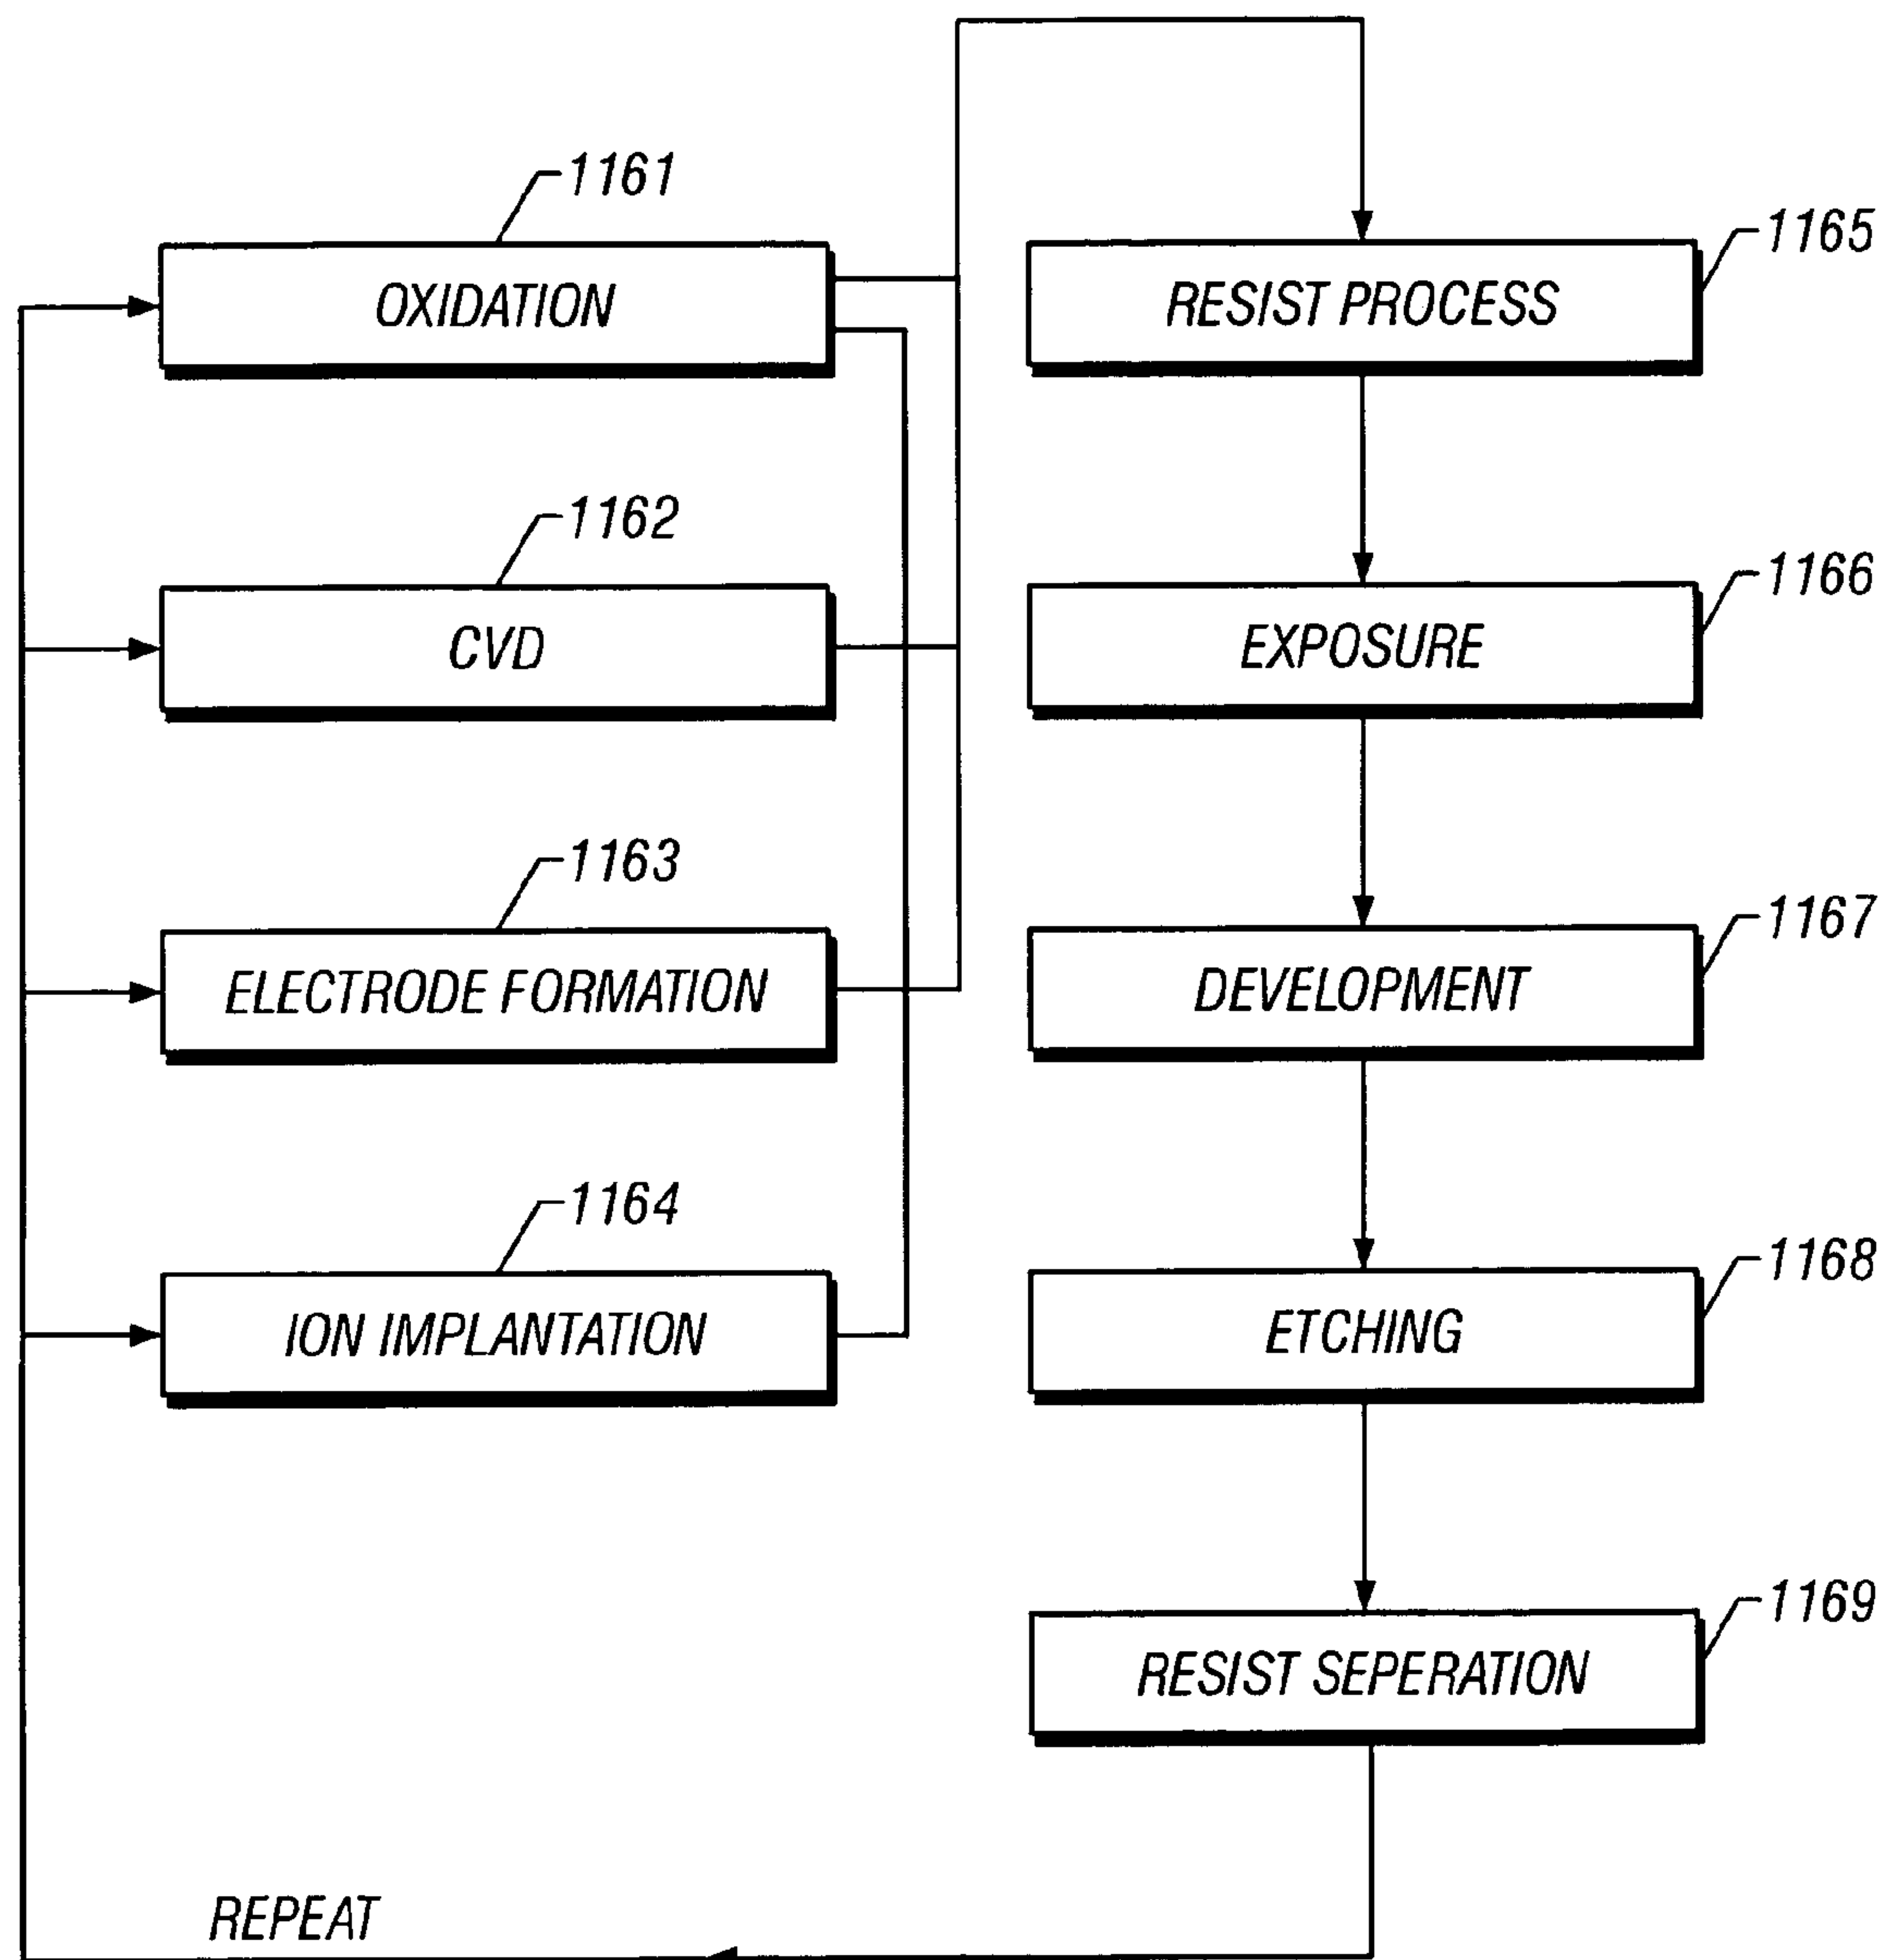 1161
OXIDATION
1162
CVD
1163
ELECTRODE FORMATION
1164
ION IMPLANTATION
1165
RESIST PROCESS
1166
EXPOSURE
1167
DEVELOPMENT
1168
ETCHING
1169
RESIST SEPERATION
REPEAT